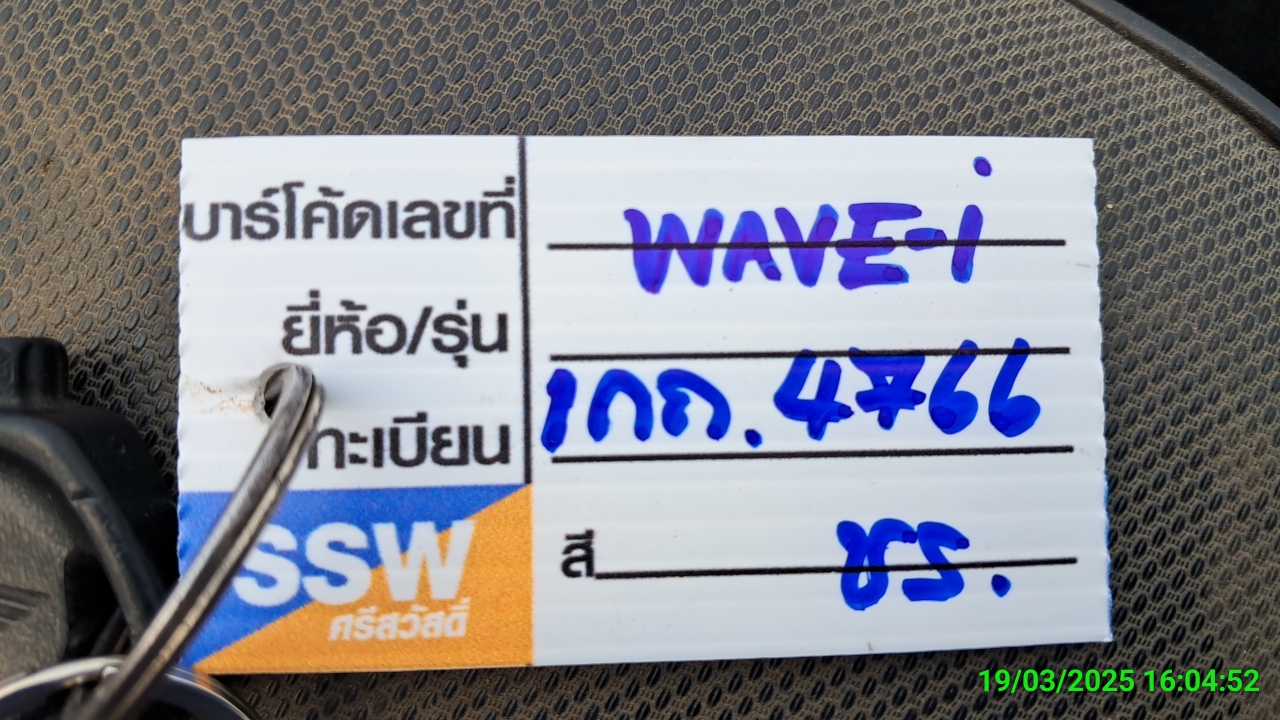 บาร์โค้ดเลขที่ WAVE-i
ยี่ห้อ/รุ่น
ทะเบียน 1กถ. 4766
สี ชร.
SSW
ศรีสวัสดิ์
19/03/2025 16:04:52